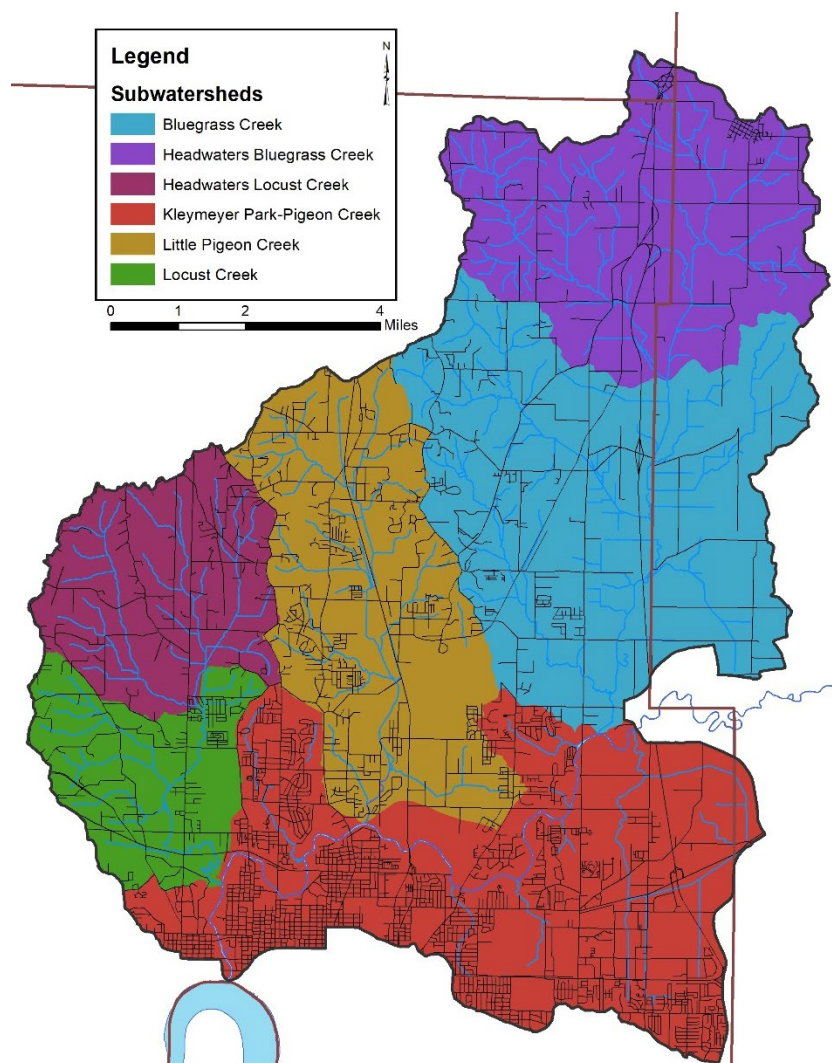 Legend
N
Subwatersheds
Bluegrass Creek
Headwaters Bluegrass Creek
Headwaters Locust Creek
Kleymeyer Park-Pigeon Creek
Little Pigeon Creek
Locust Creek
0 1 2 4
Miles